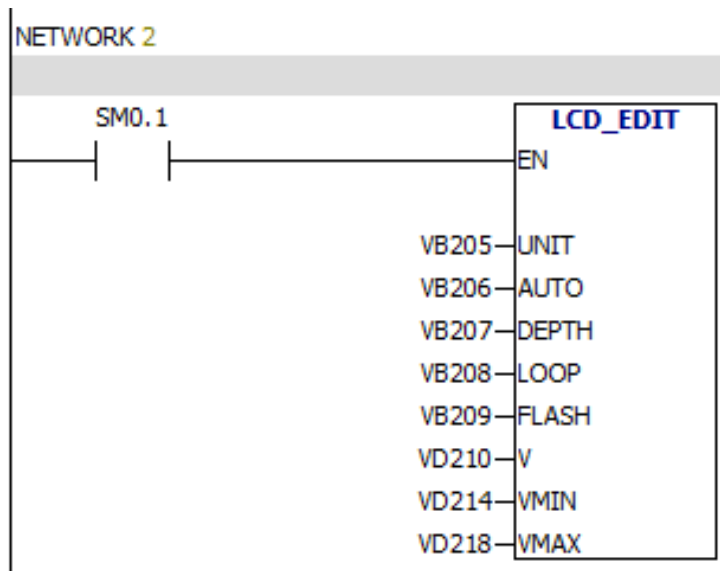 NETWORK 2
SM0.1
LCD_EDIT
EN
VB205 UNIT
VB206 AUTO
VB207 DEPTH
VB208 LOOP
VB209 FLASH
VD210 V
VD214 VMIN
VD218 VMAX